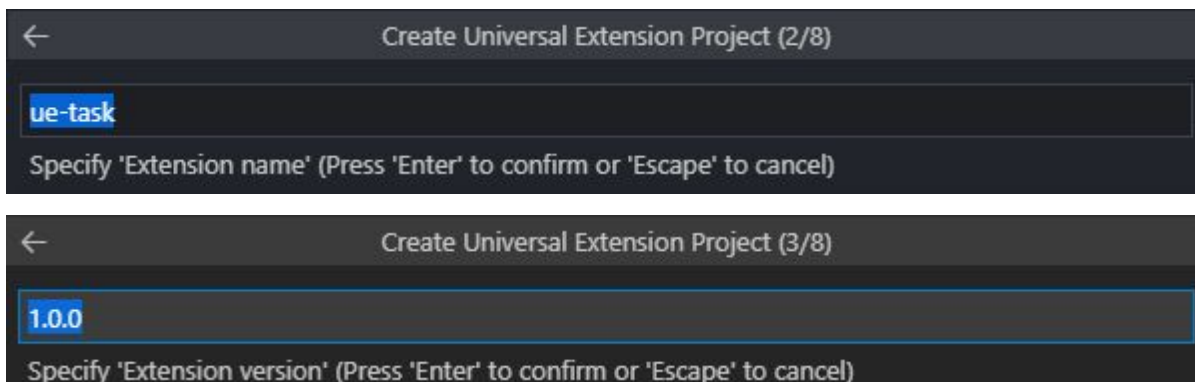 Create Universal Extension Project (2/8)
ue-task
Specify 'Extension name' (Press 'Enter' to confirm or 'Escape' to cancel)
Create Universal Extension Project (3/8)
1.0.0
Specify 'Extension version' (Press 'Enter' to confirm or 'Escape' to cancel)